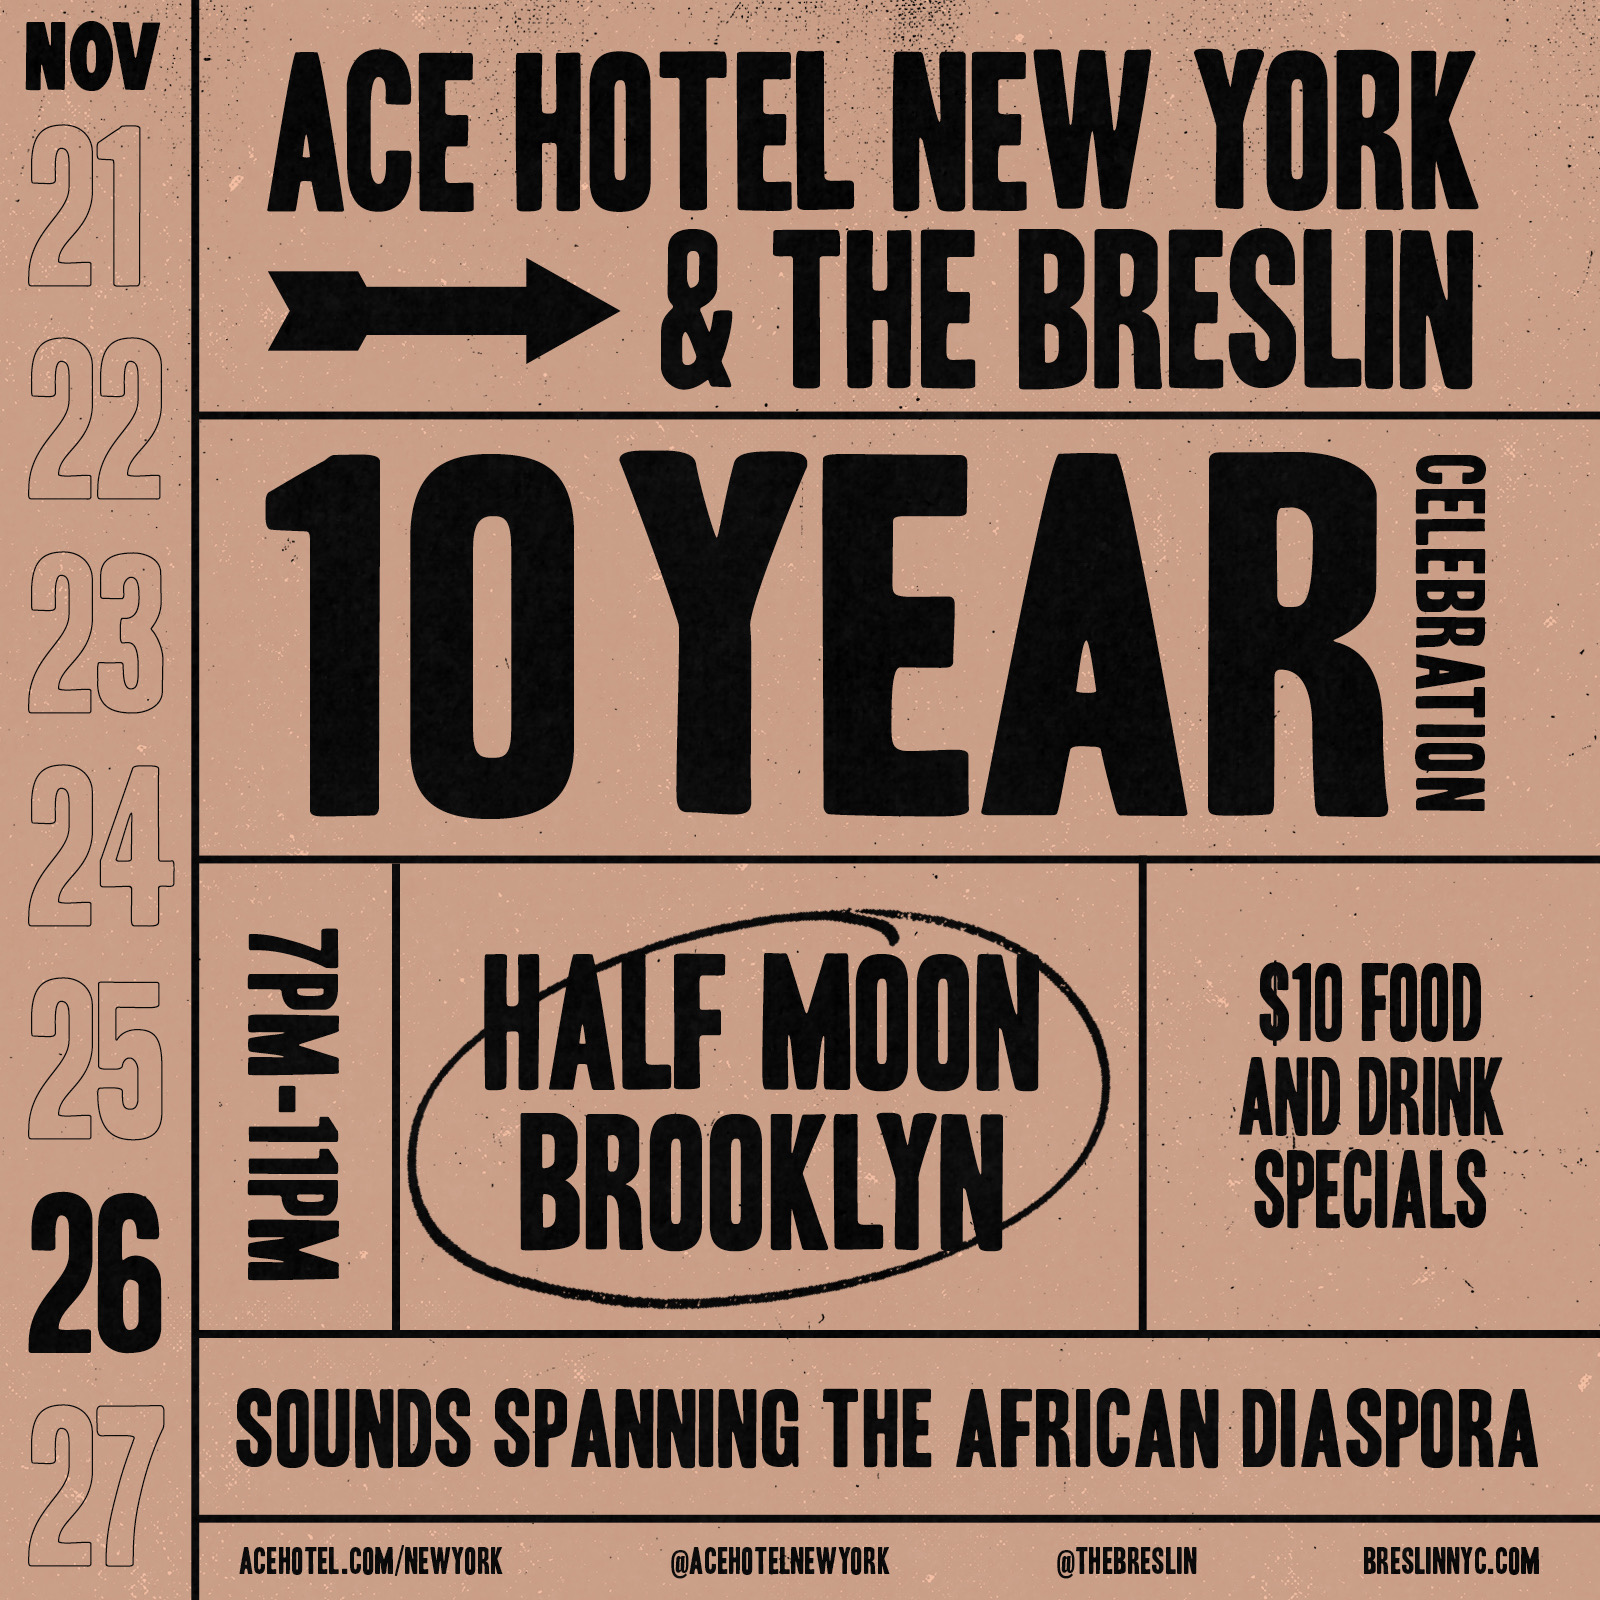 NOV
21
22
23
24
25
26
27
ACE HOTEL NEW YORK
& THE BRESLIN
10 YEAR
CELEBRATION
7PM-11PM
HALF MOON
BROOKLYN
$10 FOOD
AND DRINK
SPECIALS
SOUNDS SPANNING THE AFRICAN DIASPORA
ACEHOTEL.COM/NEWYORK
@ACEHOTELNEWYORK
@THEBRESLIN
BRESLINNYC.COM